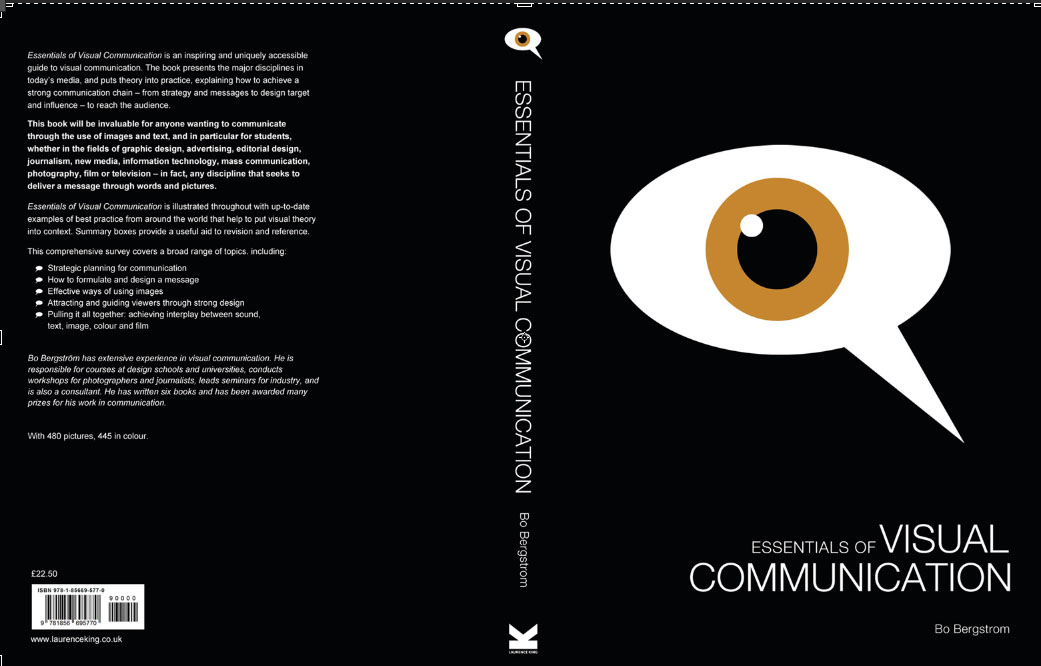 Essentials of Visual Communication is an inspiring and uniquely accessible
guide to visual communication. The book presents the major disciplines in
today's media, and puts theory into practice, explaining how to achieve a
strong communication chain – from strategy and messages to design target
and influence – to reach the audience.
This book will be invaluable for anyone wanting to communicate
through the use of images and text, and in particular for students,
whether in the fields of graphic design, advertising, editorial design,
journalism, new media, information technology, mass communication,
photography, film or television – in fact, any discipline that seeks to
deliver a message through words and pictures.
Essentials of Visual Communication is illustrated throughout with up-to-date
examples of best practice from around the world that help to put visual theory
into context. Summary boxes provide a useful aid to revision and reference.
This comprehensive survey covers a broad range of topics. including:
Strategic planning for communication
How to formulate and design a message
Effective ways of using images
Attracting and guiding viewers through strong design
Pulling it all together: achieving interplay between sound,
text, image, colour and film
Bo Bergström has extensive experience in visual communication. He is
responsible for courses at design schools and universities, conducts
workshops for photographers and journalists, leads seminars for industry, and
is also a consultant. He has written six books and has been awarded many
prizes for his work in communication.
With 480 pictures, 445 in colour.
£22.50
ISBN 978-1-85669-577-0
90000
9 781856 695770
www.laurenceking.co.uk
ESSENTIALS OF VISUAL COMMUNICATION
Bo Bergstrom
LAURENCE KING
ESSENTIALS OF VISUAL
COMMUNICATION
Bo Bergstrom